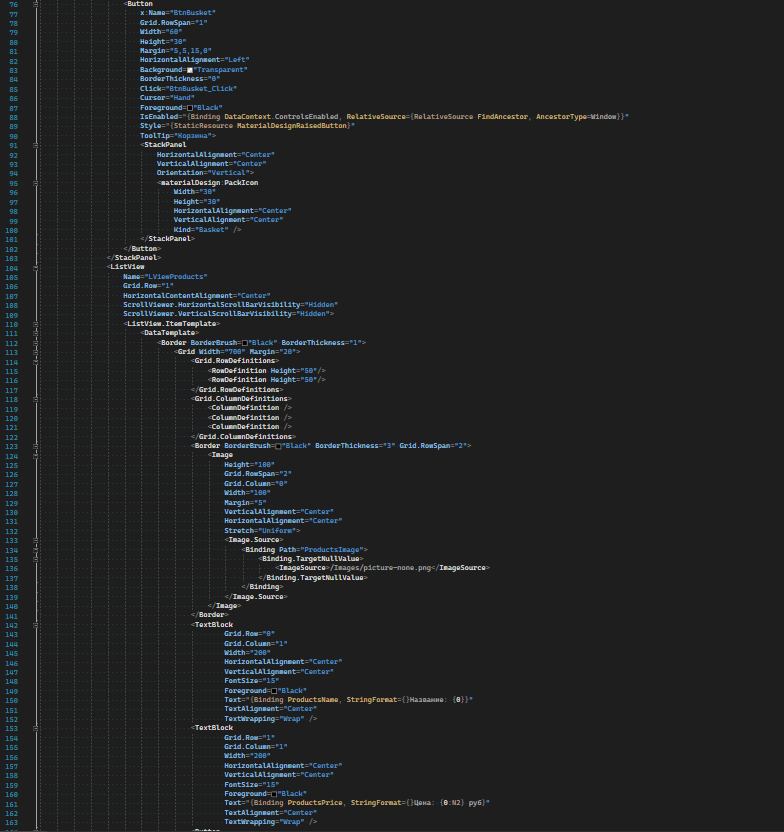 76 <Button
77 x:Name="BtnBusket"
78 Grid.RowSpan="1"
79 Width="60"
80 Height="30"
81 Margin="5,5,15,0"
82 HorizontalAlignment="Left"
83 Background="Transparent"
84 BorderThickness="0"
85 Click="BtnBusket_Click"
86 Cursor="Hand"
87 Foreground="Black"
88 IsEnabled="{Binding DataContext.ControlsEnabled, RelativeSource={RelativeSource FindAncestor, AncestorType=Window}}"
89 Style="{StaticResource MaterialDesignRaisedButton}"
90 ToolTip="Корзина">
91 <StackPanel
92 HorizontalAlignment="Center"
93 VerticalAlignment="Center"
94 Orientation="Vertical">
95 <materialDesign:PackIcon
96 Width="30"
97 Height="30"
98 HorizontalAlignment="Center"
99 VerticalAlignment="Center"
100 Kind="Basket" />
101 </StackPanel>
102 </Button>
103 </StackPanel>
104 <ListView
105 Name="LViewProducts"
106 Grid.Row="1"
107 HorizontalContentAlignment="Center"
108 ScrollViewer.HorizontalScrollBarVisibility="Hidden"
109 ScrollViewer.VerticalScrollBarVisibility="Hidden">
110 <ListView.ItemTemplate>
111 <DataTemplate>
112 <Border BorderBrush="Black" BorderThickness="1">
113 <Grid Width="700" Margin="20">
114 <Grid.RowDefinitions>
115 <RowDefinition Height="50"/>
116 <RowDefinition Height="50"/>
117 </Grid.RowDefinitions>
118 <Grid.ColumnDefinitions>
119 <ColumnDefinition />
120 <ColumnDefinition />
121 <ColumnDefinition />
122 </Grid.ColumnDefinitions>
123 <Border BorderBrush="Black" BorderThickness="3" Grid.RowSpan="2">
124 <Image
125 Height="100"
126 Grid.RowSpan="2"
127 Grid.Column="0"
128 Width="100"
129 Margin="5"
130 VerticalAlignment="Center"
131 HorizontalAlignment="Center"
132 Stretch="Uniform">
133 <Image.Source>
134 <Binding Path="ProductsImage">
135 <Binding.TargetNullValue>
136 <ImageSource>/Images/picture-none.png</ImageSource>
137 </Binding.TargetNullValue>
138 </Binding>
139 </Image.Source>
140 </Image>
141 </Border>
142 <TextBlock
143 Grid.Row="0"
144 Grid.Column="1"
145 Width="200"
146 HorizontalAlignment="Center"
147 VerticalAlignment="Center"
148 FontSize="15"
149 Foreground="Black"
150 Text="{Binding ProductsName, StringFormat={}Название: {0}}"
151 TextAlignment="Center"
152 TextWrapping="Wrap" />
153 <TextBlock
154 Grid.Row="1"
155 Grid.Column="1"
156 Width="200"
157 HorizontalAlignment="Center"
158 VerticalAlignment="Center"
159 FontSize="15"
160 Foreground="Black"
161 Text="{Binding ProductsPrice, StringFormat={}Цена: {0:N2} руб}"
162 TextAlignment="Center"
163 TextWrapping="Wrap" />